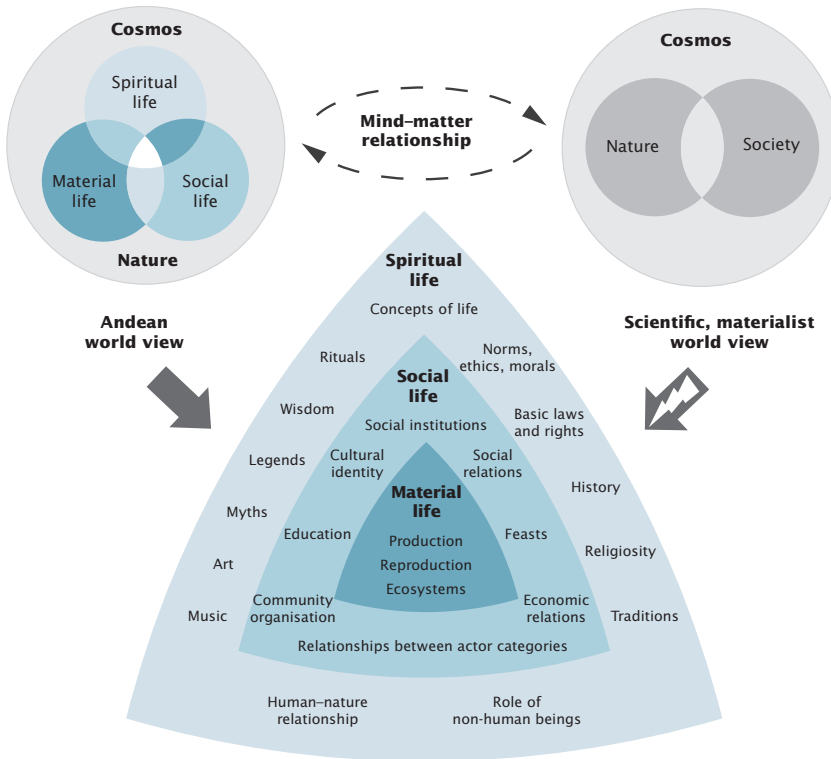 Cosmos
Spiritual
life
Material
life
Social
life
Nature
Mind–matter
relationship
Cosmos
Nature
Society
Andean
world view
Scientific, materialist
world view
Spiritual
life
Concepts of life
Rituals
Norms,
ethics, morals
Social
life
Wisdom
Basic laws
and rights
Social institutions
Legends
Cultural
identity
Social
relations
History
Material
life
Myths
Education
Production
Feasts
Reproduction
Religiosity
Art
Ecosystems
Music
Community
organisation
Economic
relations
Traditions
Relationships between actor categories
Human–nature
relationship
Role of
non-human beings